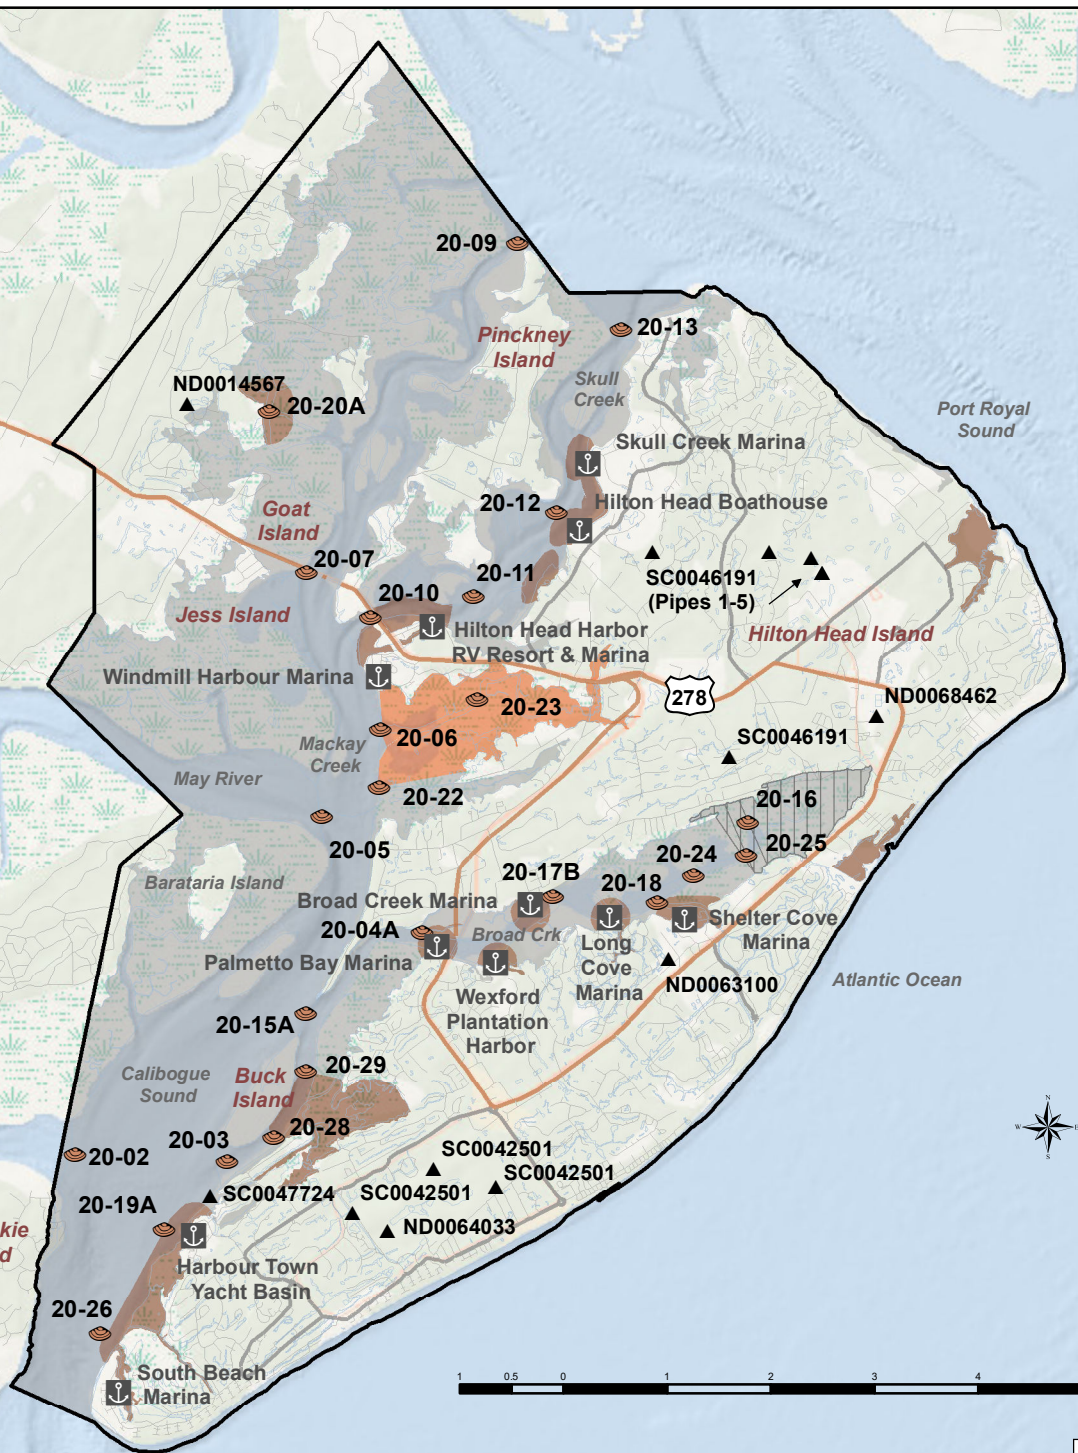 20-09
20-13
Pinckney
Island
Skull
Creek
ND0014567
20-20A
Port Royal
Sound
Skull Creek Marina
20-12
Hilton Head Boathouse
Goat
Island
20-07
20-11
SC0046191
(Pipes 1-5)
20-10
Jess Island
Hilton Head Harbor
RV Resort & Marina
Hilton Head Island
Windmill Harbour Marina
278
ND0068462
20-23
20-06
SC0046191
Mackay
Creek
May River
20-22
20-16
20-05
20-25
20-24
20-17B
20-18
Barataria Island
Broad Creek Marina
20-04A
Broad Crk
Shelter Cove
Marina
Palmetto Bay Marina
Long
Cove
Marina
ND0063100
Atlantic Ocean
Wexford
Plantation
Harbor
20-15A
20-29
Calibogue
Sound
Buck
Island
N
W
E
S
20-28
20-03
20-02
SC0042501
SC0042501
SC0047724
SC0042501
20-19A
ND0064033
kie
d
Harbour Town
Yacht Basin
20-26
South Beach
Marina
1 0.5 0 1 2 3 4